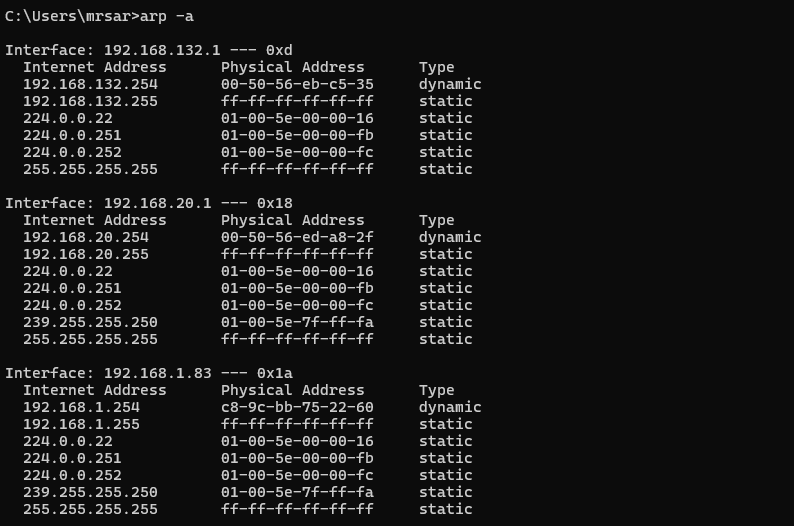 C:\Users\mrsar>arp -a
Interface: 192.168.132.1 --- 0xd
Internet Address Physical Address Type
192.168.132.254 00-50-56-eb-c5-35 dynamic
192.168.132.255 ff-ff-ff-ff-ff-ff static
224.0.0.22 01-00-5e-00-00-16 static
224.0.0.251 01-00-5e-00-00-fb static
224.0.0.252 01-00-5e-00-00-fc static
255.255.255.255 ff-ff-ff-ff-ff-ff static
Interface: 192.168.20.1 --- 0x18
Internet Address Physical Address Type
192.168.20.254 00-50-56-ed-a8-2f dynamic
192.168.20.255 ff-ff-ff-ff-ff-ff static
224.0.0.22 01-00-5e-00-00-16 static
224.0.0.251 01-00-5e-00-00-fb static
224.0.0.252 01-00-5e-00-00-fc static
239.255.255.250 01-00-5e-7f-ff-fa static
255.255.255.255 ff-ff-ff-ff-ff-ff static
Interface: 192.168.1.83 --- 0x1a
Internet Address Physical Address Type
192.168.1.254 c8-9c-bb-75-22-60 dynamic
192.168.1.255 ff-ff-ff-ff-ff-ff static
224.0.0.22 01-00-5e-00-00-16 static
224.0.0.251 01-00-5e-00-00-fb static
224.0.0.252 01-00-5e-00-00-fc static
239.255.255.250 01-00-5e-7f-ff-fa static
255.255.255.255 ff-ff-ff-ff-ff-ff static